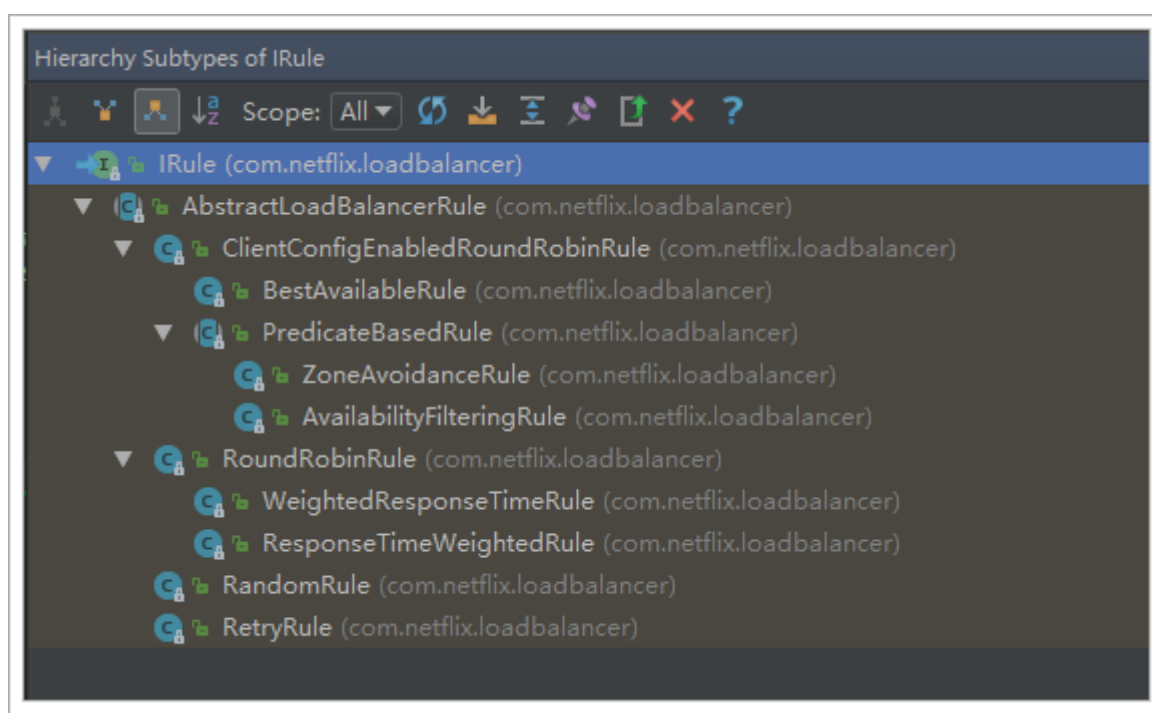 Hierarchy Subtypes of IRule
Scope: All
IRule (com.netflix.loadbalancer)
AbstractLoadBalancerRule (com.netflix.loadbalancer)
ClientConfigEnabledRoundRobinRule (com.netflix.loadbalancer)
BestAvailableRule (com.netflix.loadbalancer)
PredicateBasedRule (com.netflix.loadbalancer)
ZoneAvoidanceRule (com.netflix.loadbalancer)
AvailabilityFilteringRule (com.netflix.loadbalancer)
RoundRobinRule (com.netflix.loadbalancer)
WeightedResponseTimeRule (com.netflix.loadbalancer)
ResponseTimeWeightedRule (com.netflix.loadbalancer)
RandomRule (com.netflix.loadbalancer)
RetryRule (com.netflix.loadbalancer)